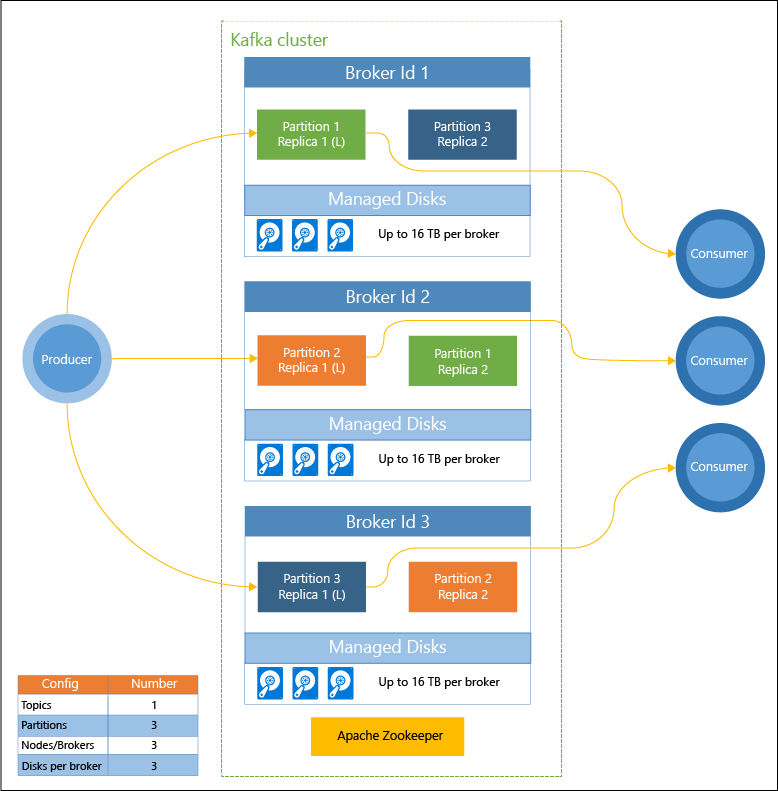 Kafka cluster
Broker Id 1
Partition 1
Replica 1 (L)
Partition 3
Replica 2
Managed Disks
Up to 16 TB per broker
Consumer
Broker Id 2
Partition 2
Replica 1 (L)
Partition 1
Replica 2
Producer
Consumer
Managed Disks
Up to 16 TB per broker
Consumer
Broker Id 3
Partition 3
Replica 1 (L)
Partition 2
Replica 2
Managed Disks
Up to 16 TB per broker
Apache Zookeeper
Config Number
Topics 1
Partitions 3
Nodes/Brokers 3
Disks per broker 3